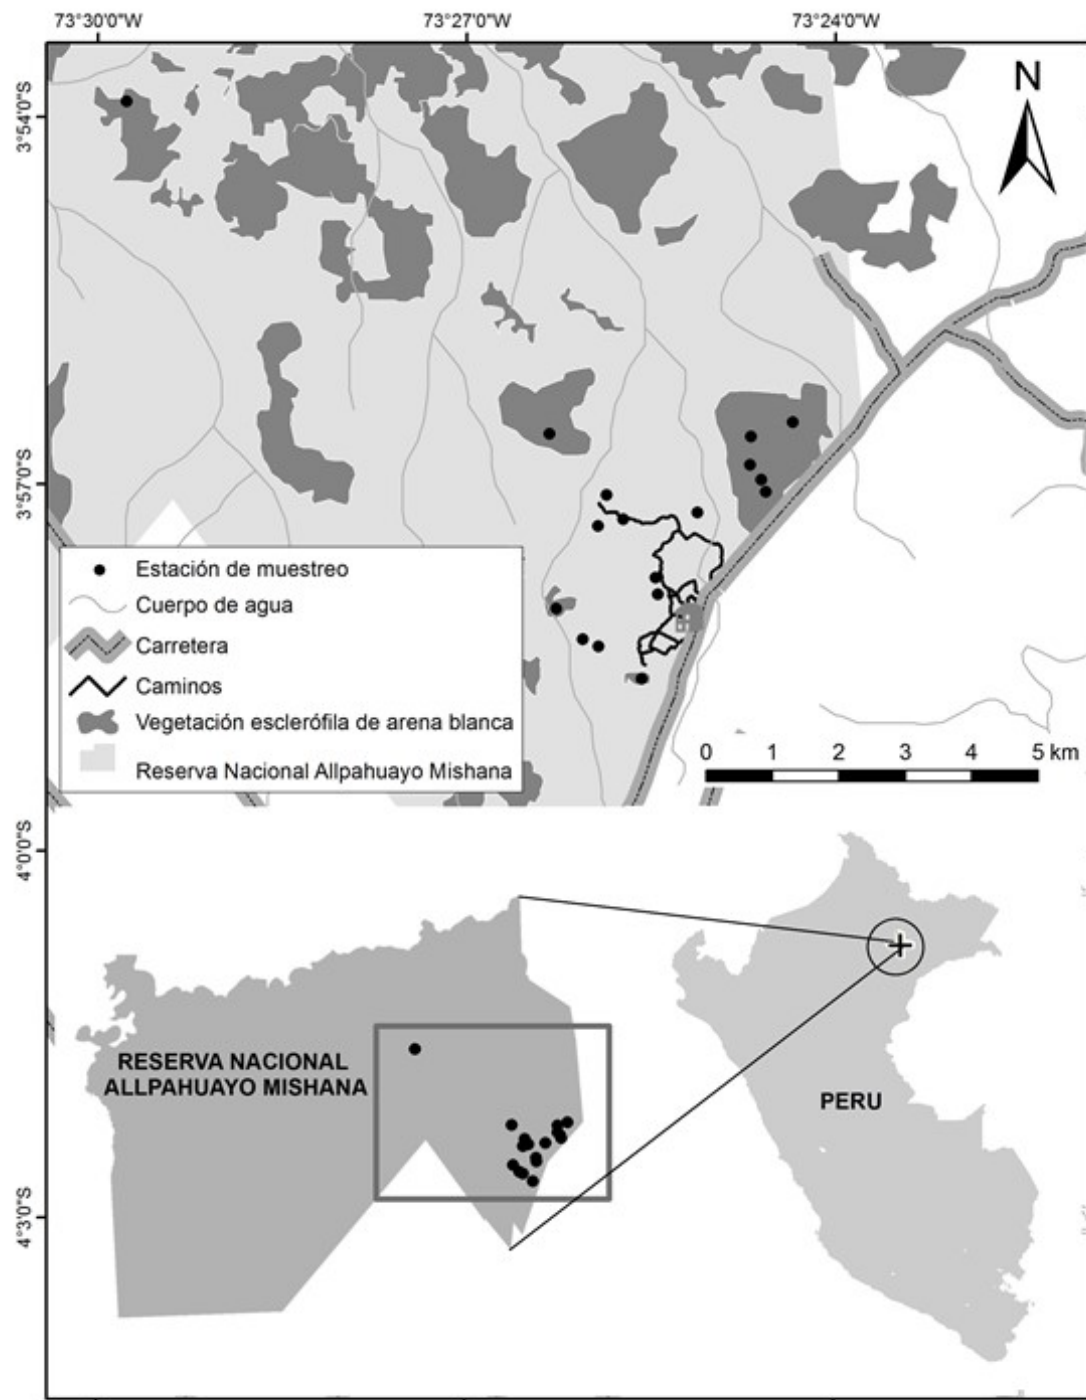 73°30'0"W
73°27'0"W
73°24'0"W
N
3°54'0"S
3°57'0"S
Estación de muestreo
Cuerpo de agua
Carretera
Caminos
Vegetación esclerófila de arena blanca
Reserva Nacional Allpahuayo Mishana
0 1 2 3 4 5 km
4°0'0"S
RESERVA NACIONAL
ALLPAHUAYO MISHANA
PERU
4°3'0"S